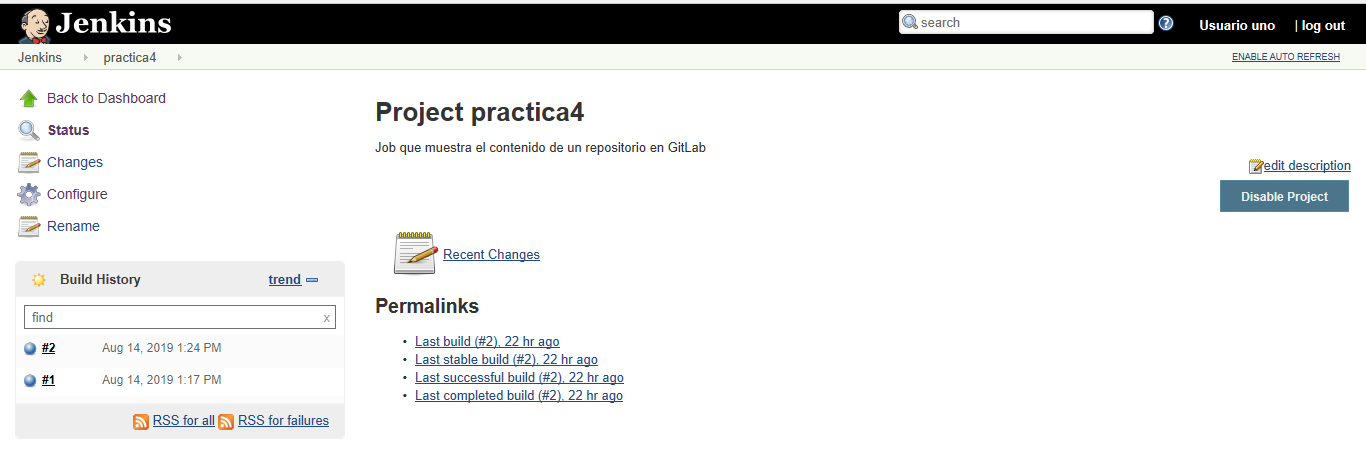 Jenkins
search
?
Usuario uno
| log out
Jenkins
practica4
ENABLE AUTO REFRESH
Back to Dashboard
Status
Changes
Configure
Rename
Build History
trend
find
x
#2 Aug 14, 2019 1:24 PM
#1 Aug 14, 2019 1:17 PM
RSS for all
RSS for failures
Project practica4
Job que muestra el contenido de un repositorio en GitLab
edit description
Disable Project
Recent Changes
Permalinks
• Last build (#2), 22 hr ago
• Last stable build (#2), 22 hr ago
• Last successful build (#2), 22 hr ago
• Last completed build (#2), 22 hr ago